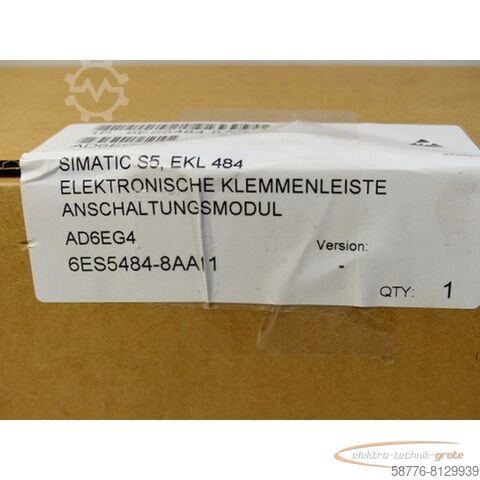 SIMATIC S5, EKL 484
ELEKTRONISCHE KLEMMENLEISTE
ANSCHALTUNGSMODUL
AD6EG4
Version:
6ES5484-8AA11
-
QTY: 1
elektro-technik-grote
58776-8129939